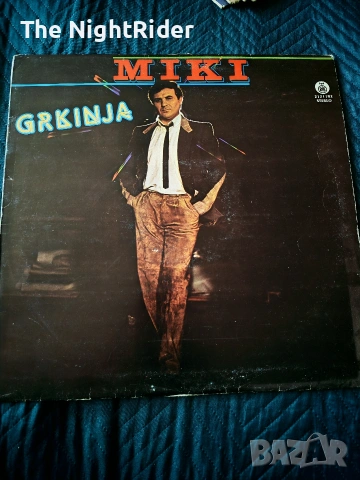 The NightRider
MIKI
GRKINJA
STEREO
BAZAR